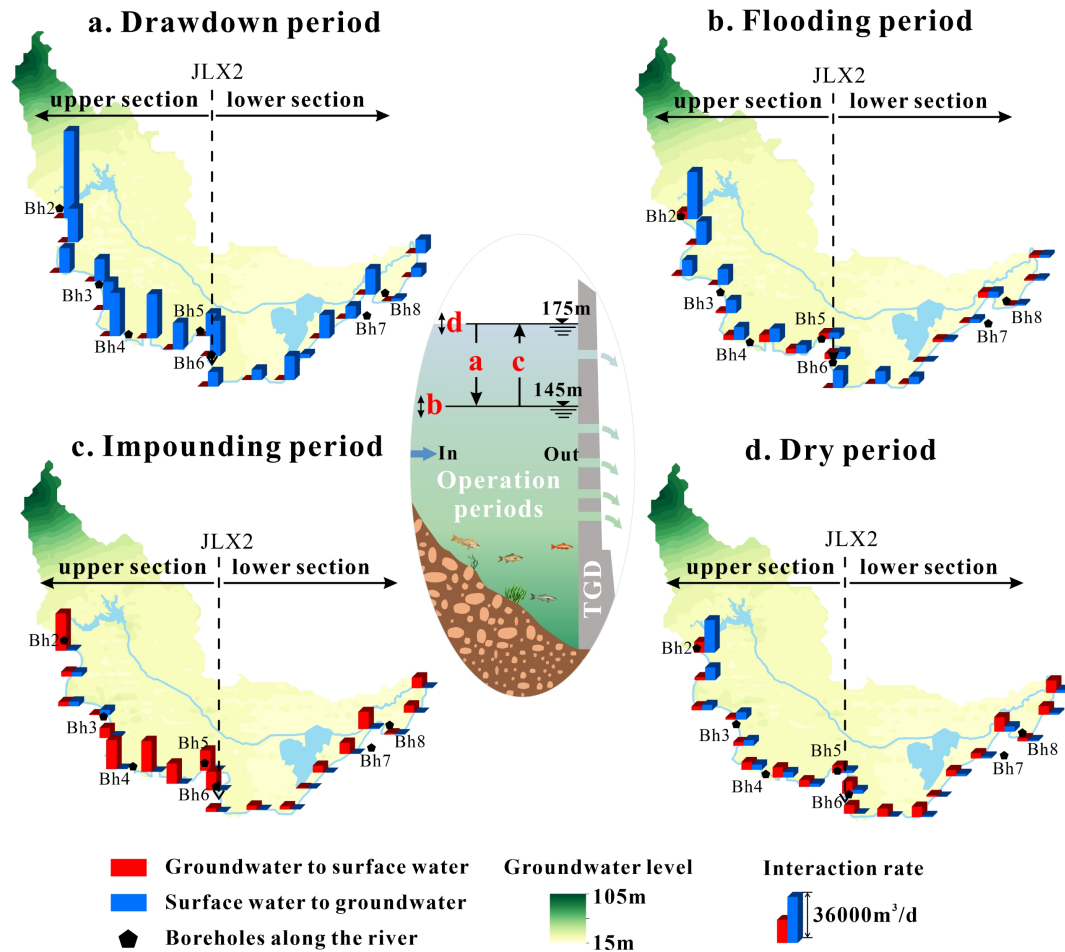 a. Drawdown period
JLX2
upper section
lower section
Bh2
Bh3
Bh4
Bh5
Bh6
Bh7
Bh8
b. Flooding period
JLX2
upper section
lower section
Bh2
Bh3
Bh4
Bh5
Bh6
Bh7
Bh8
175m
d
a
c
145m
b
In
Out
Operation
periods
TGD
c. Impounding period
JLX2
upper section
lower section
Bh2
Bh3
Bh4
Bh5
Bh6
Bh7
Bh8
d. Dry period
JLX2
upper section
lower section
Bh2
Bh3
Bh4
Bh5
Bh6
Bh7
Bh8
Groundwater to surface water
Surface water to groundwater
Boreholes along the river
Groundwater level
105m
15m
Interaction rate
36000m³/d